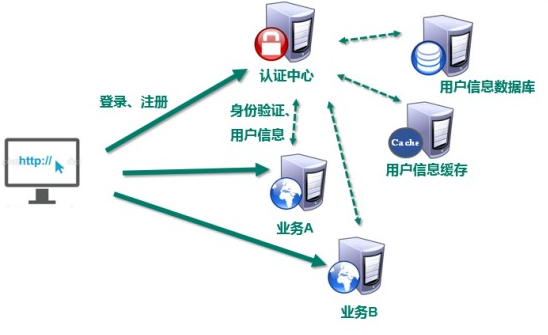 认证中心
用户信息数据库
登录、注册
身份验证、
用户信息
Cache
用户信息缓存
http://
业务A
业务B